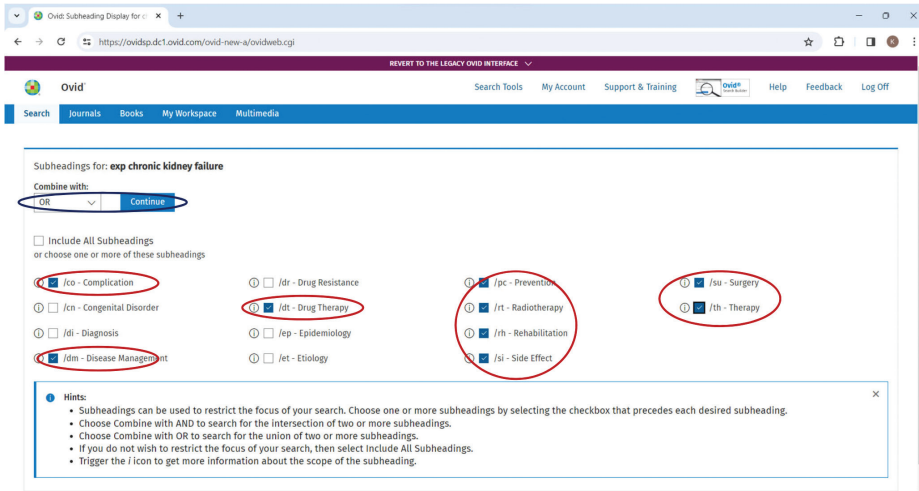 Ovid: Subheading Display for c
https://ovidsp.dc1.ovid.com/ovid-new-a/ovidweb.cgi
K
REVERT TO THE LEGACY OVID INTERFACE
Ovid®
Search Tools My Account Support & Training Ovid® Help Feedback Log Off
Search Journals Books My Workspace Multimedia
Subheadings for: exp chronic kidney failure
Combine with:
OR Continue
Include All Subheadings
or choose one or more of these subheadings
/co - Complication /dr - Drug Resistance /pc - Prevention /su - Surgery
/cn - Congenital Disorder /dt - Drug Therapy /rt - Radiotherapy /th - Therapy
/di - Diagnosis /ep - Epidemiology /rh - Rehabilitation
/dm - Disease Management /et - Etiology /si - Side Effect
Hints:
• Subheadings can be used to restrict the focus of your search. Choose one or more subheadings by selecting the checkbox that precedes each desired subheading.
• Choose Combine with AND to search for the intersection of two or more subheadings.
• Choose Combine with OR to search for the union of two or more subheadings.
• If you do not wish to restrict the focus of your search, then select Include All Subheadings.
• Trigger the i icon to get more information about the scope of the subheading.